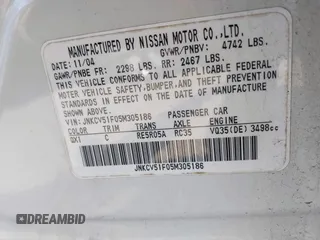 MANUFACTURED BY NISSAN MOTOR CO.,LTD.
DATE: 11/04 GVWR/PNBV: 4742 LBS.
GAWR/PNBE FR: 2298 LBS. RR: 2467 LBS.
THIS VEHICLE CONFORMS TO ALL APPLICABLE FEDERAL
MOTOR VEHICLE SAFETY,BUMPER,AND THEFT PREVENTION
STANDARDS IN EFFECT ON THE DATE OF MANUFACTURE
SHOWN ABOVE.
VIN:JNKCV51F05M305186 PASSENGER CAR
COLOR TRIM TRANS AXLE ENGINE
QX1 C RE5R05A RC35 VQ35(DE) 3498cc
JNKCV51F05M305186
DREAMBID